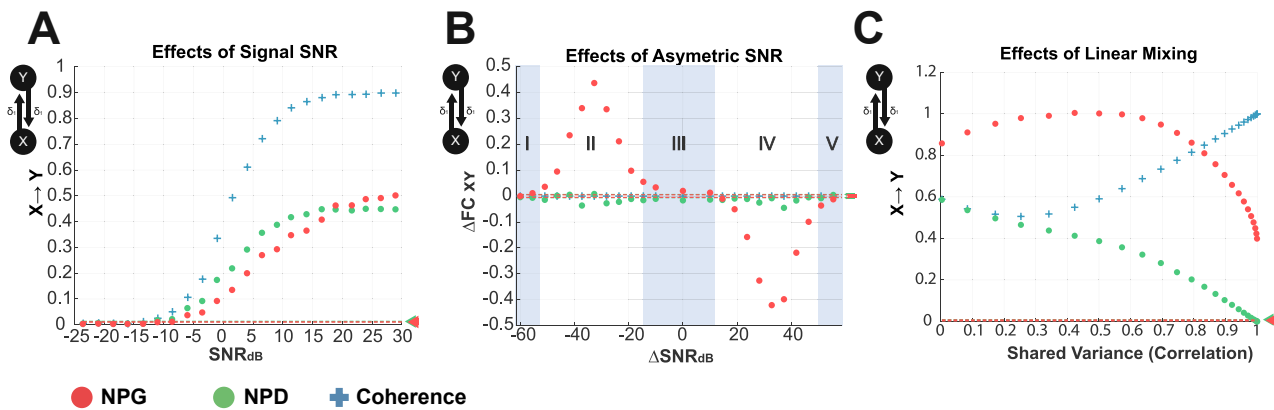 A
Effects of Signal SNR
Y
X
X→ Y
1
0.9
0.8
0.7
0.6
0.5
0.4
0.3
0.2
0.1
0
-25 -20 -15 -10 -5 0 5 10 15 20 25 30
SNRdB
B
Effects of Asymetric SNR
Y
X
ΔFC XY
0.5
0.4
0.3
0.2
0.1
0
-0.1
-0.2
-0.3
-0.4
-0.5
I II III IV V
-60 -40 -20 0 20 40
ΔSNRdB
C
Effects of Linear Mixing
Y
X
X→ Y
1.2
1
0.8
0.6
0.4
0.2
0
0 0.1 0.2 0.3 0.4 0.5 0.6 0.7 0.8 0.9 1
Shared Variance (Correlation)
NPG NPD Coherence